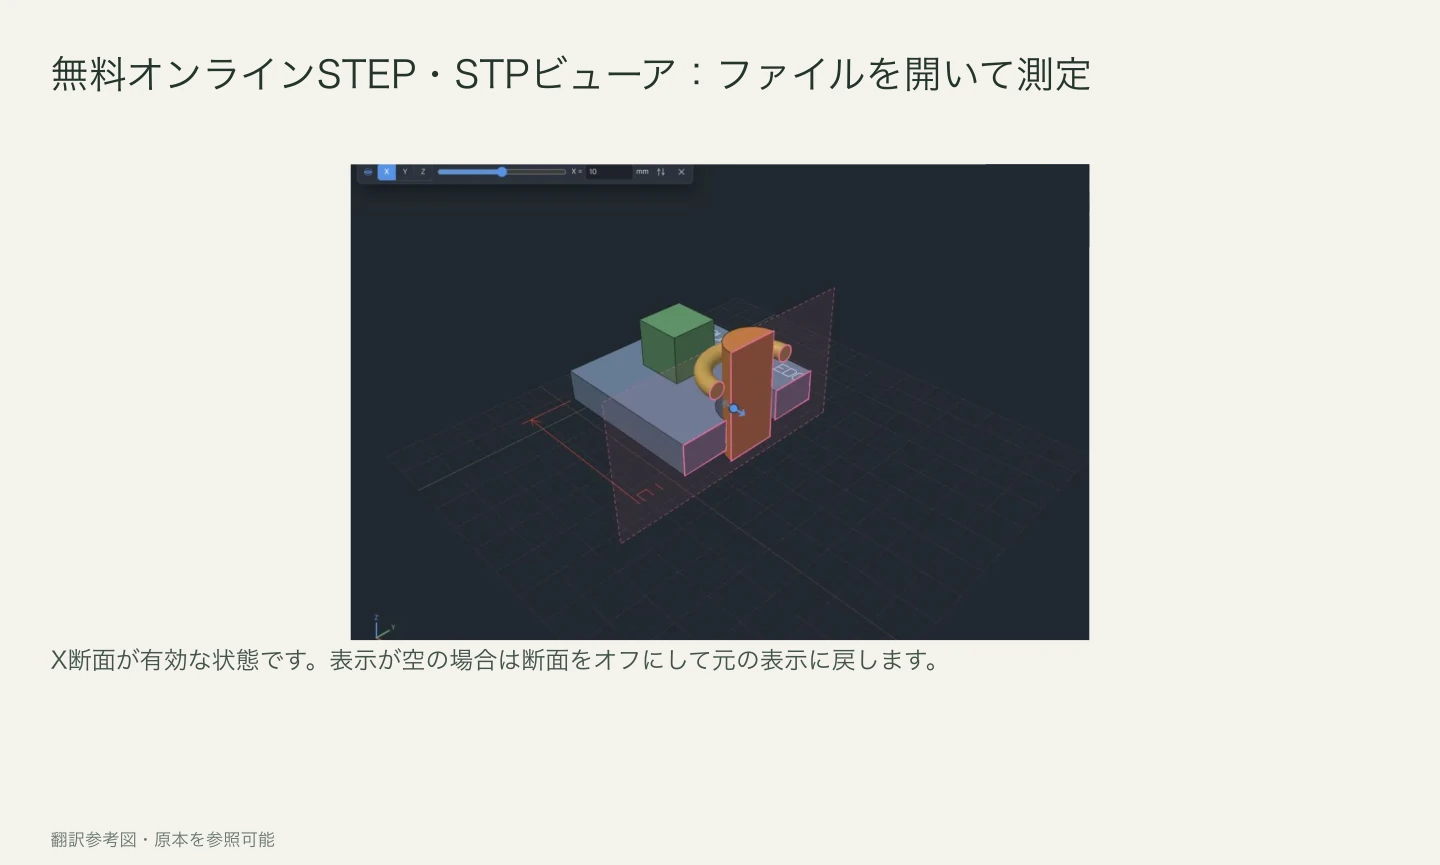 無料オンラインSTEP・STPビューア：ファイルを開いて測定
X Y Z X = 10 mm
EDG
Z
Y
X断面が有効な状態です。表示が空の場合は断面をオフにして元の表示に戻します。
翻訳参考図・原本を参照可能